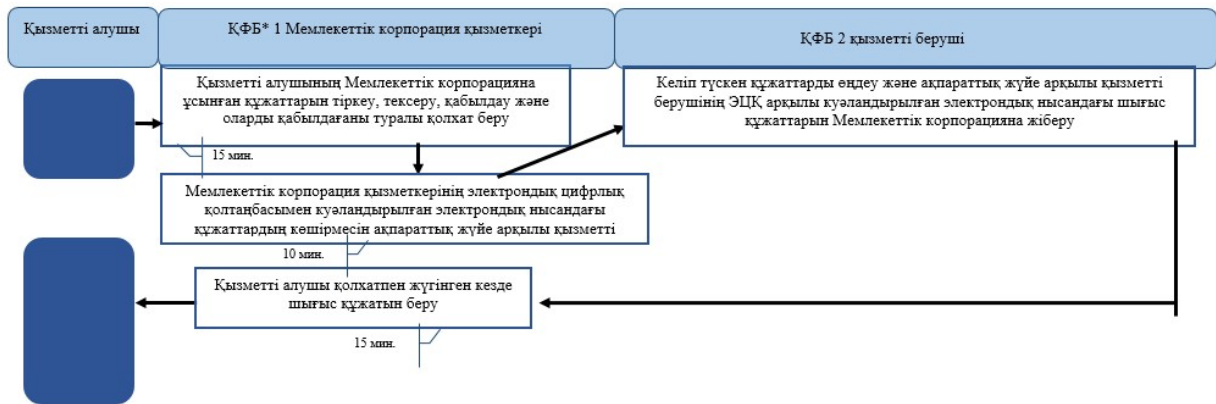 Қызметті алушы
ҚФБ* 1 Мемлекеттік корпорация қызметкері
ҚФБ 2 қызметті беруші
Қызметті алушының Мемлекеттік корпорацияна
ұсынған құжаттарын тіркеу, тексеру, қабылдау және
оларды қабылдағаны туралы қолхат беру
15 мин.
Келіп түскен құжаттарды өңдеу және ақпараттық жүйе арқылы қызметті
берушінің ЭЦҚ арқылы куәландырылған электрондық нысандағы шығыс
құжаттарын Мемлекеттік корпорацияна жіберу
Мемлекеттік корпорация қызметкерінің электрондық цифрлық
қолтаңбасымен куәландырылған электрондық нысандағы
құжаттардың көшірмесін ақпараттық жүйе арқылы қызметті
10 мин.
Қызметті алушы қолхатпен жүгінген кезде
шығыс құжатын беру
15 мин.